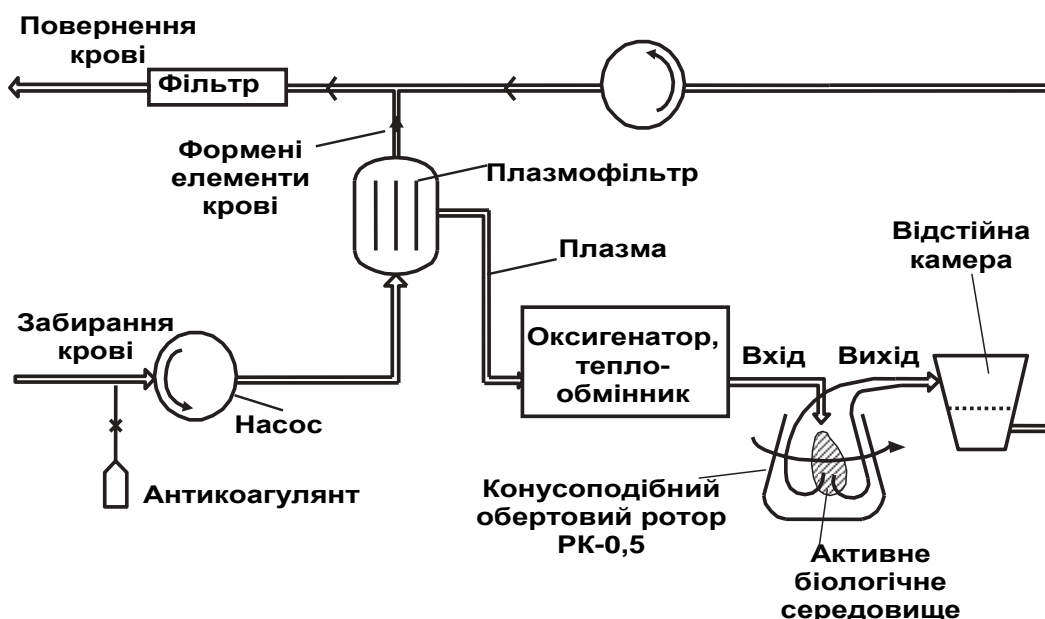 Повернення
крові
Фільтр
Формені
елементи
крові
Плазмофільтр
Плазма
Відстійна
камера
Забирання
крові
Насос
Антикоагулянт
Оксигенатор,
тепло-
обмінник
Вхід
Вихід
Конусоподібний
обертовий ротор
РК-0,5
Активне
біологічне
середовище